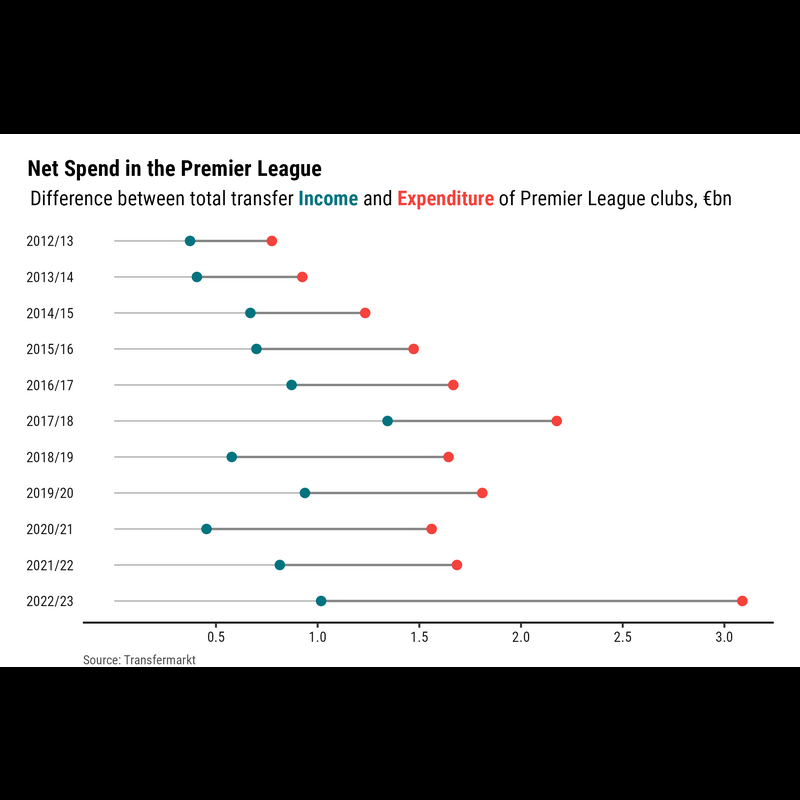 Net Spend in the Premier League
Difference between total transfer Income and Expenditure of Premier League clubs, €bn
2012/13
2013/14
2014/15
2015/16
2016/17
2017/18
2018/19
2019/20
2020/21
2021/22
2022/23
0.5 1.0 1.5 2.0 2.5 3.0
Source: Transfermarkt